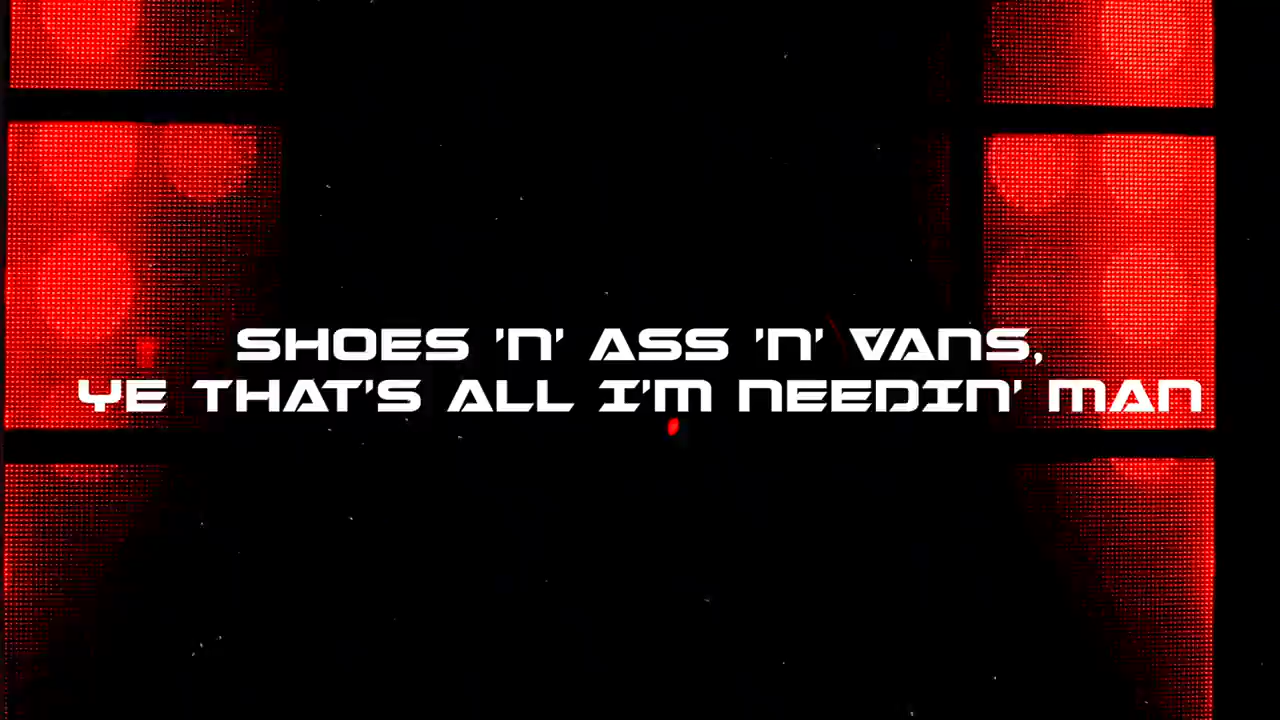 SHOES 'N' ASS 'N' VANS,
YE THAT'S ALL I'M NEEDIN' MAN